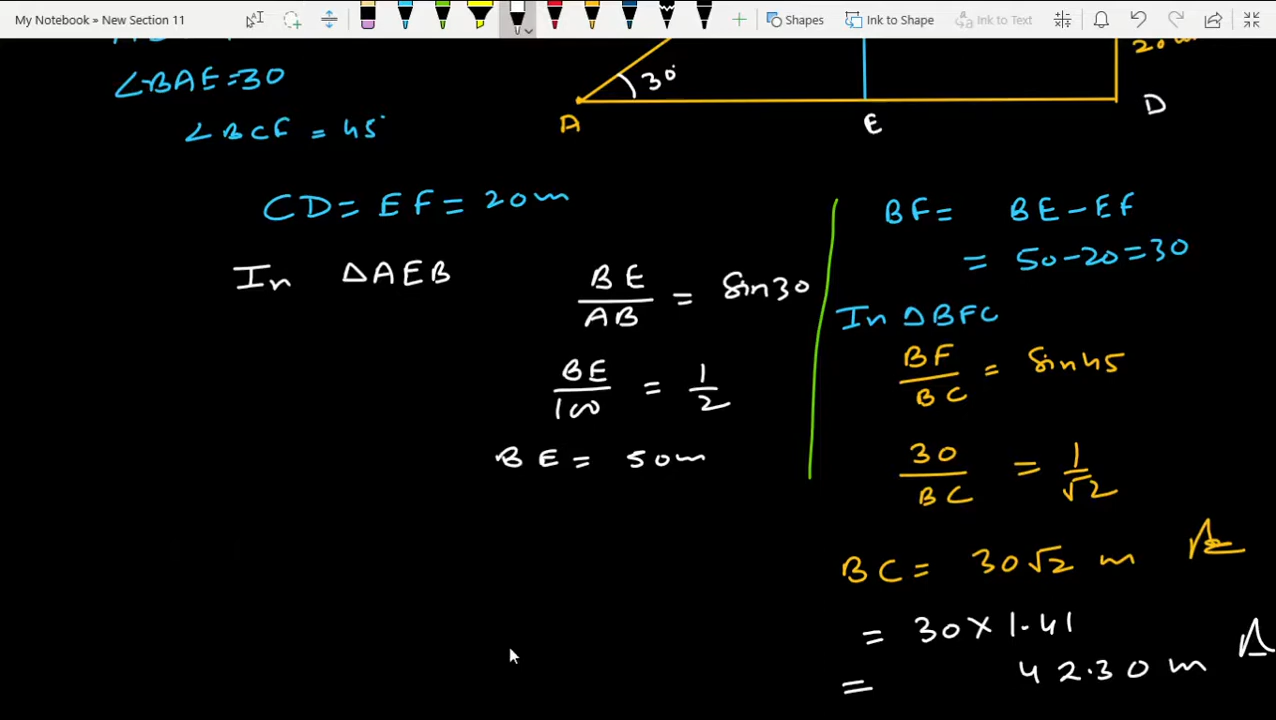 My Notebook » New Section 11
Shapes
Ink to Shape
Ink to Text
20m
∠BAE=30
30°
∠BCF = 45°
A
E
D
CD = EF = 20m
In ΔAEB
BE/AB = Sin30
BE/100 = 1/2
BE = 50m
BF = BE-EF
= 50-20=30
In ΔBFC
BF/BC = Sin45
30/BC = 1/√2
BC = 30√2 m
= 30×1.41
= 42.30 m